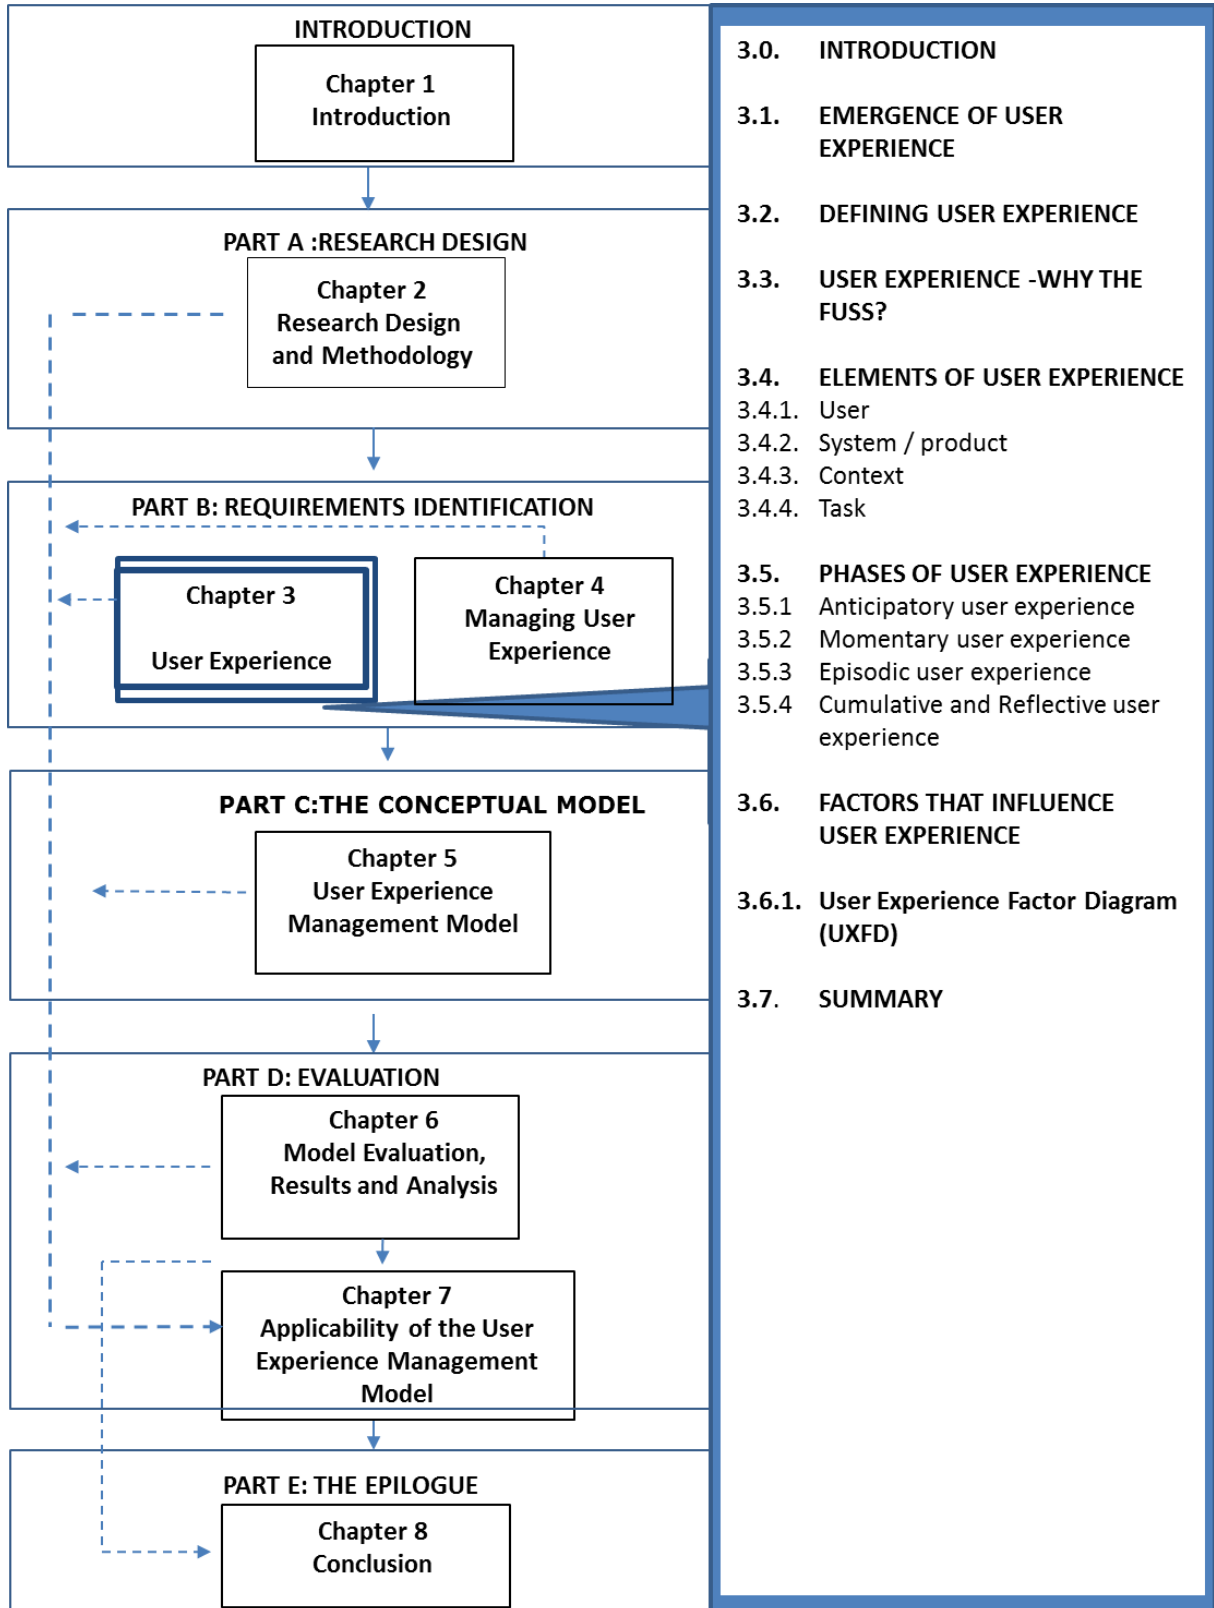 INTRODUCTION
Chapter 1
Introduction
PART A :RESEARCH DESIGN
Chapter 2
Research Design
and Methodology
PART B: REQUIREMENTS IDENTIFICATION
Chapter 3
User Experience
Chapter 4
Managing User
Experience
PART C:THE CONCEPTUAL MODEL
Chapter 5
User Experience
Management Model
PART D: EVALUATION
Chapter 6
Model Evaluation,
Results and Analysis
Chapter 7
Applicability of the User
Experience Management
Model
PART E: THE EPILOGUE
Chapter 8
Conclusion
3.0. INTRODUCTION
3.1. EMERGENCE OF USER
EXPERIENCE
3.2. DEFINING USER EXPERIENCE
3.3. USER EXPERIENCE -WHY THE
FUSS?
3.4. ELEMENTS OF USER EXPERIENCE
3.4.1. User
3.4.2. System / product
3.4.3. Context
3.4.4. Task
3.5. PHASES OF USER EXPERIENCE
3.5.1 Anticipatory user experience
3.5.2 Momentary user experience
3.5.3 Episodic user experience
3.5.4 Cumulative and Reflective user
experience
3.6. FACTORS THAT INFLUENCE
USER EXPERIENCE
3.6.1. User Experience Factor Diagram
(UXFD)
3.7. SUMMARY